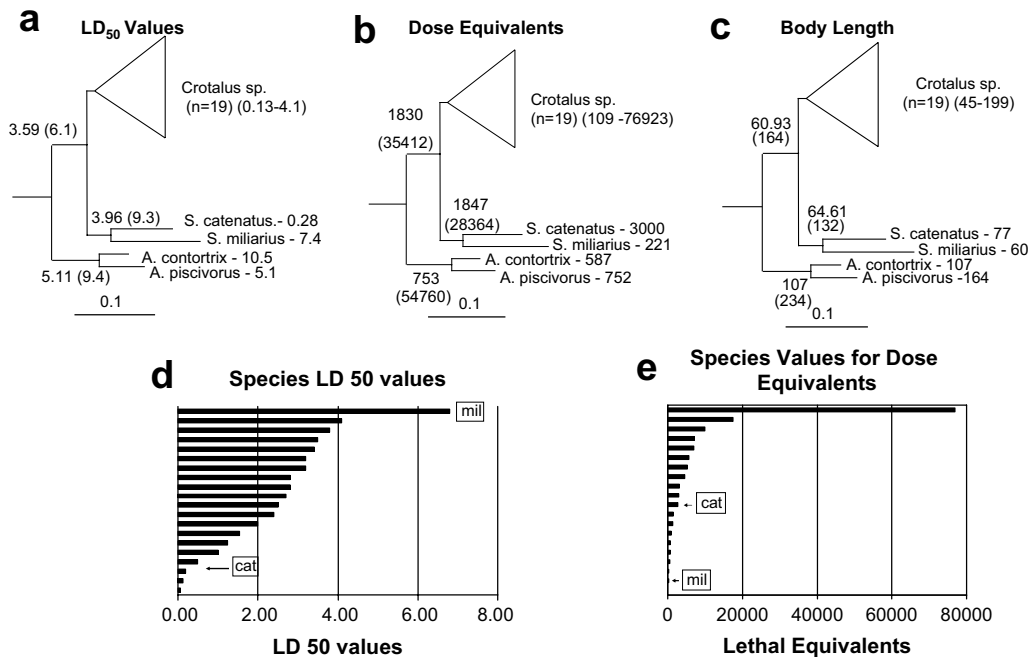 a
LD50 Values
Crotalus sp.
(n=19) (0.13-4.1)
3.59 (6.1)
3.96 (9.3)
S. catenatus.- 0.28
S. miliarius - 7.4
A. contortrix - 10.5
A. piscivorus - 5.1
5.11 (9.4)
0.1
b
Dose Equivalents
Crotalus sp.
(n=19) (109 -76923)
1830
(35412)
1847
(28364)
S. catenatus - 3000
S. miliarius - 221
A. contortrix - 587
A. piscivorus - 752
753
(54760)
0.1
c
Body Length
Crotalus sp.
(n=19) (45-199)
60.93
(164)
64.61
(132)
S. catenatus - 77
S. miliarius - 60
A. contortrix - 107
A. piscivorus -164
107
(234)
0.1
d
Species LD 50 values
mil
cat
0.00 2.00 4.00 6.00 8.00
LD 50 values
e
Species Values for Dose
Equivalents
cat
mil
0 20000 40000 60000 80000
Lethal Equivalents